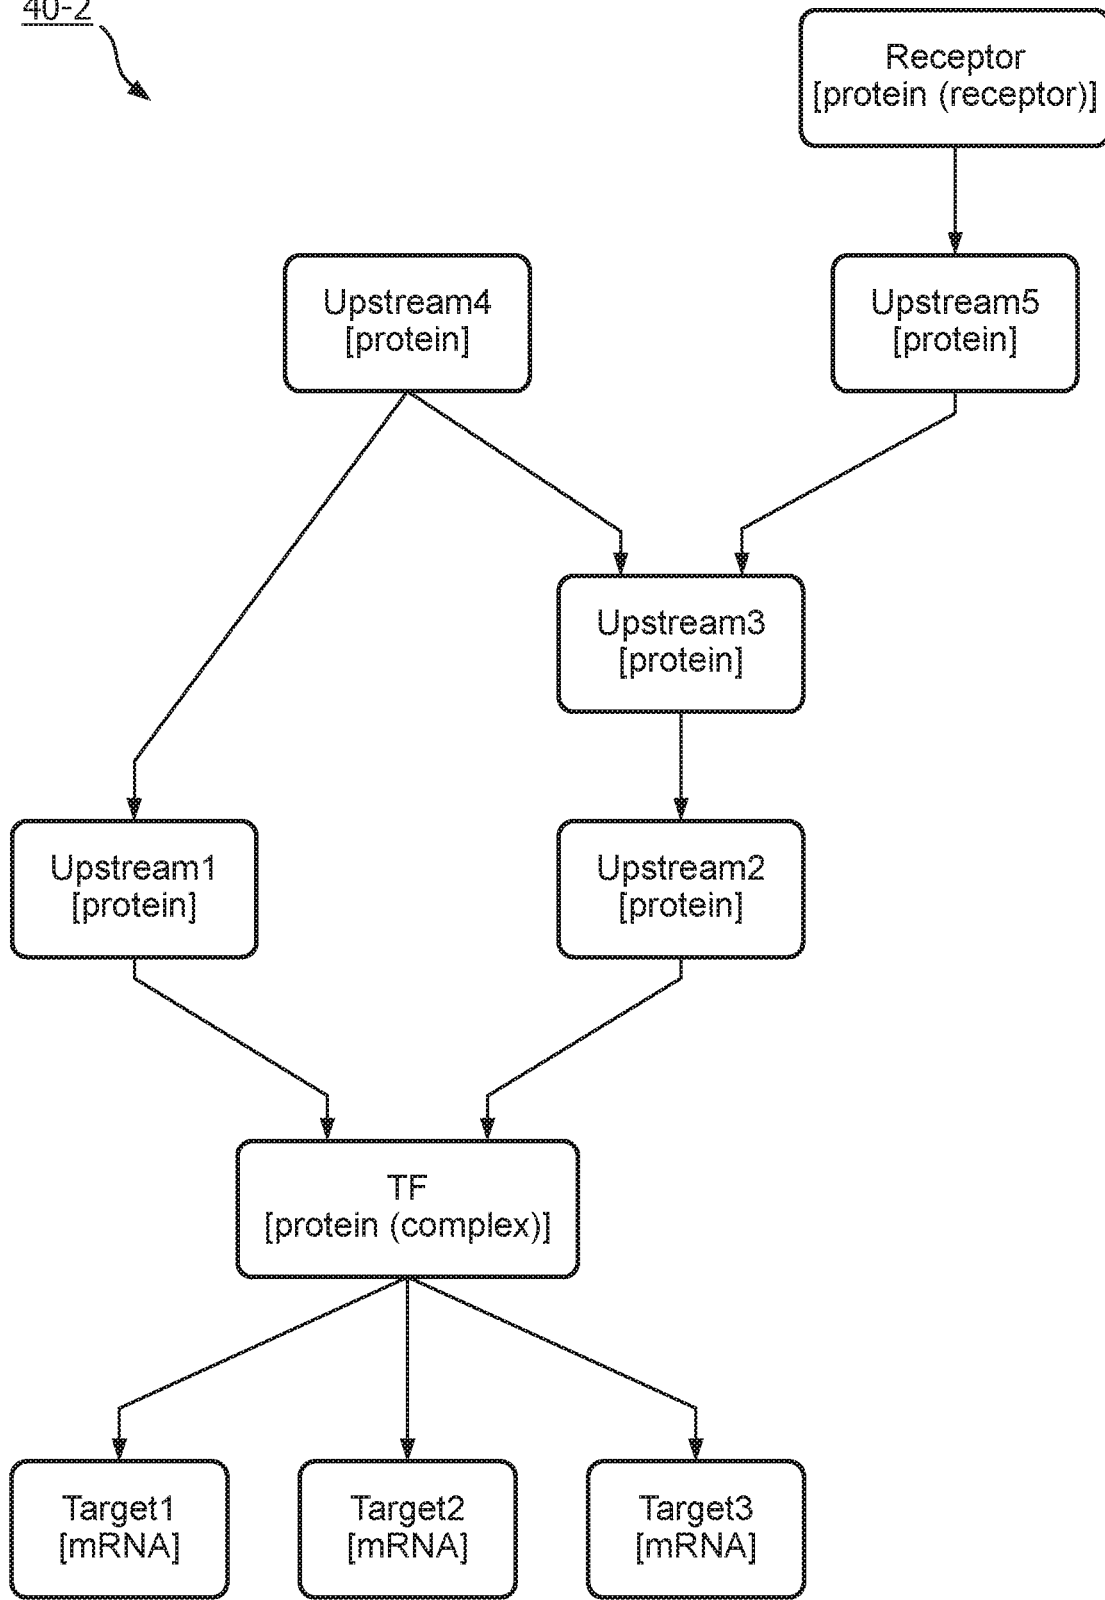 40-2
Receptor
[protein (receptor)]
Upstream4
[protein]
Upstream5
[protein]
Upstream3
[protein]
Upstream1
[protein]
Upstream2
[protein]
TF
[protein (complex)]
Target1
[mRNA]
Target2
[mRNA]
Target3
[mRNA]